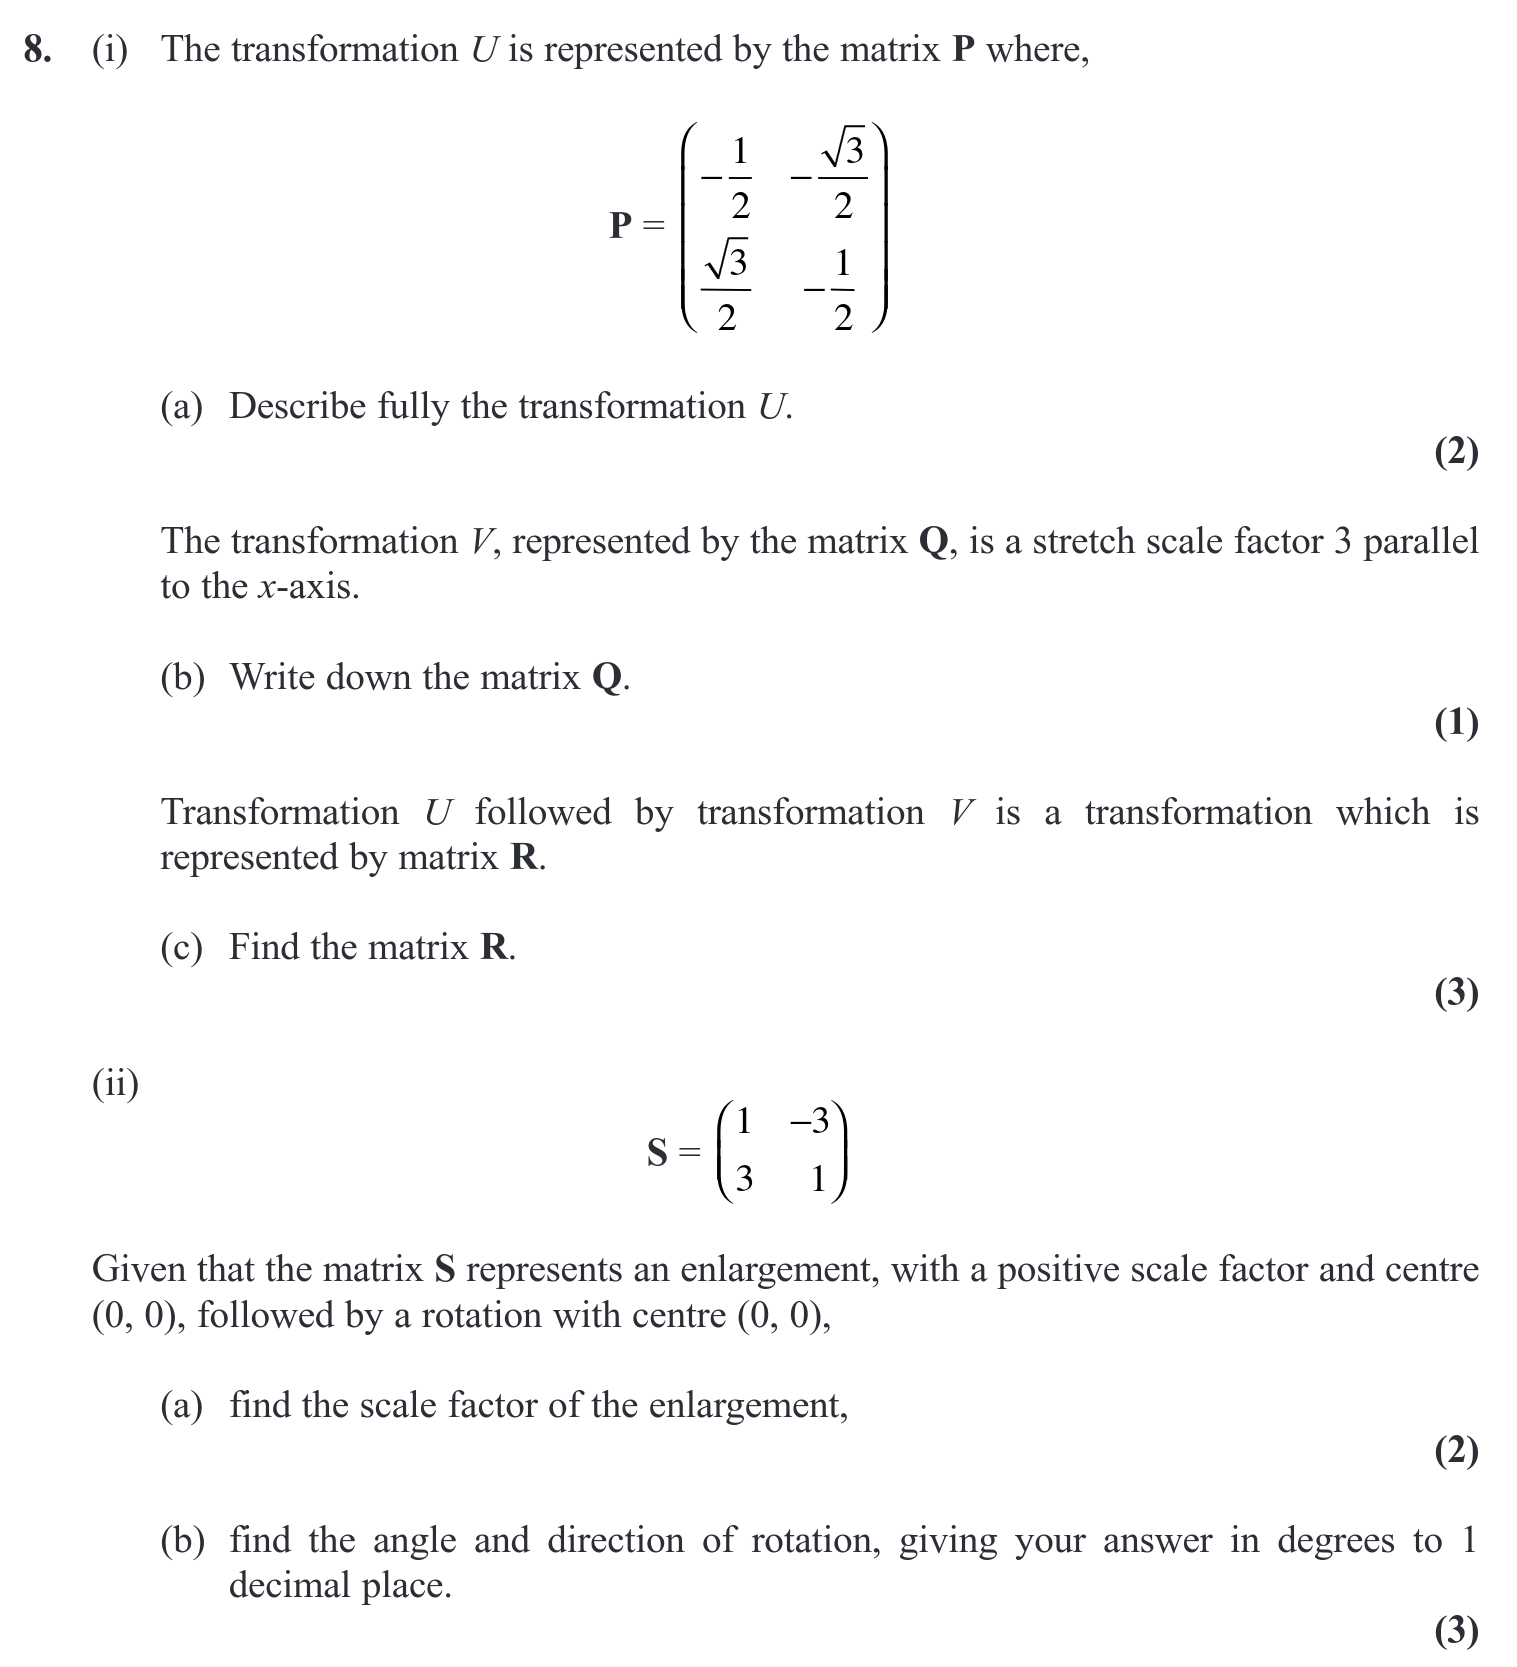 8. (i) The transformation U is represented by the matrix P where,
P = \begin{pmatrix} -\frac{1}{2} & -\frac{\sqrt{3}}{2} \\ \frac{\sqrt{3}}{2} & -\frac{1}{2} \end{pmatrix}
(a) Describe fully the transformation U.
(2)
The transformation V, represented by the matrix Q, is a stretch scale factor 3 parallel
to the x-axis.
(b) Write down the matrix Q.
(1)
Transformation U followed by transformation V is a transformation which is
represented by matrix R.
(c) Find the matrix R.
(3)
(ii)
S = \begin{pmatrix} 1 & -3 \\ 3 & 1 \end{pmatrix}
Given that the matrix S represents an enlargement, with a positive scale factor and centre
(0, 0), followed by a rotation with centre (0, 0),
(a) find the scale factor of the enlargement,
(2)
(b) find the angle and direction of rotation, giving your answer in degrees to 1
decimal place.
(3)